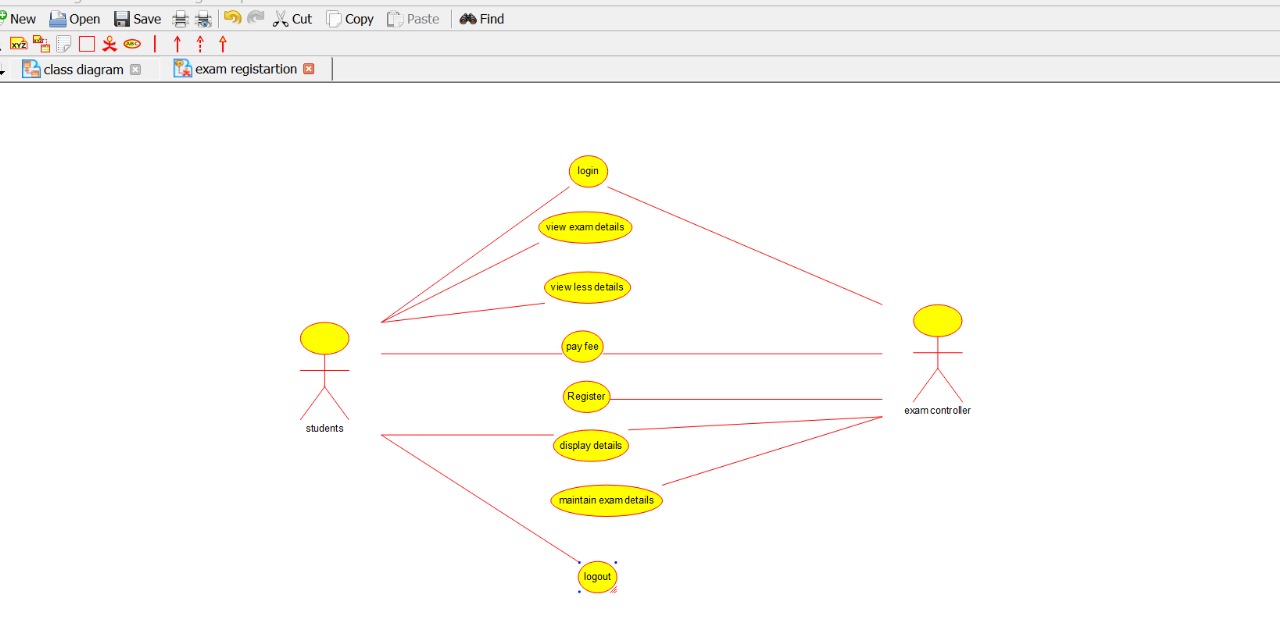 New Open Save Cut Copy Paste Find
XYZ ABC
class diagram exam registartion
login
view exam details
view less details
pay fee
Register
display details
maintain exam details
logout
students
exam controller